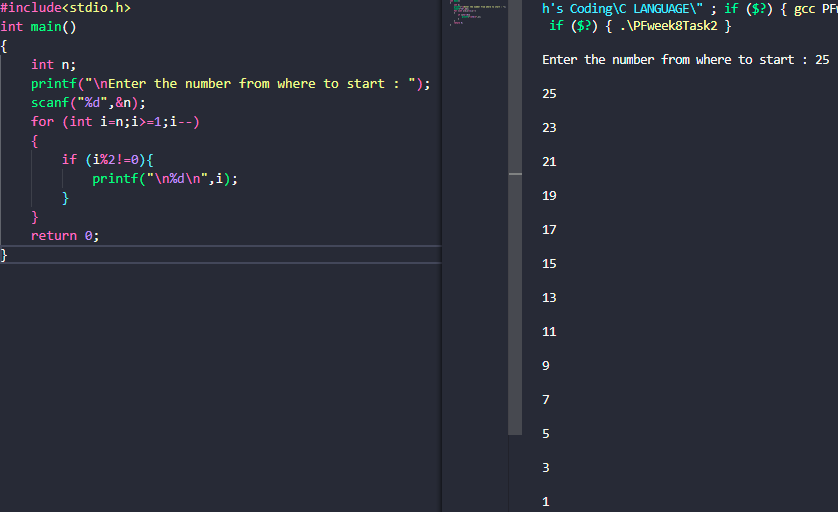 #include<stdio.h>
int main()
{
int n;
printf("\nEnter the number from where to start : ");
scanf("%d",&n);
for (int i=n;i>=1;i--)
{
if (i%2!=0){
printf("\n%d\n",i);
}
}
return 0;
}
h's Coding\C LANGUAGE\" ; if ($?) { gcc PF
if ($?) { .\PFweek8Task2 }
Enter the number from where to start : 25
25
23
21
19
17
15
13
11
9
7
5
3
1